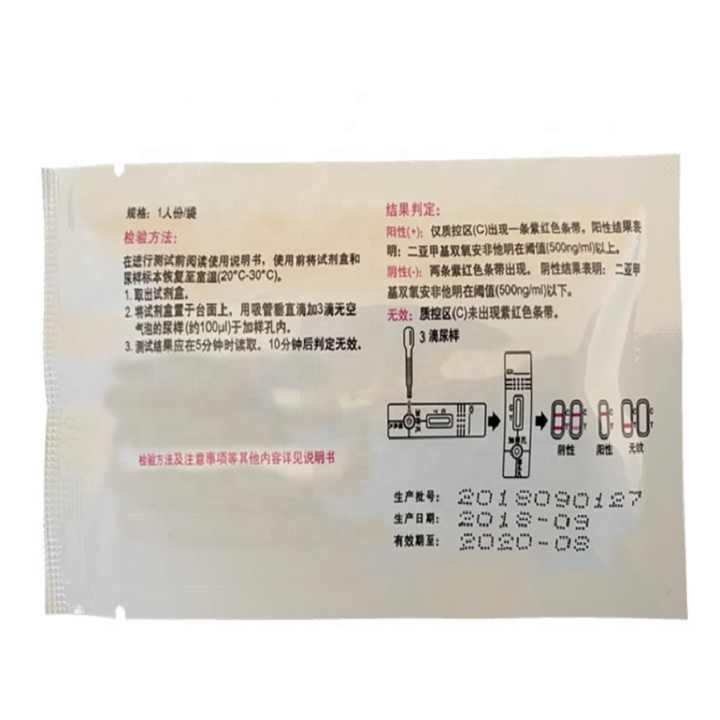 规格：1人份/袋
检验方法：
在进行测试前阅读使用说明书，使用前将试剂盒和
尿样标本恢复至室温(20°C-30°C)。
1. 取出试剂盒。
2. 将试剂盒置于台面上，用吸管垂直滴加3滴无空
气泡的尿样(约100μl)于加样孔内。
3. 测试结果应在5分钟时读取，10分钟后判定无效。
检验方法及注意事项等其他内容详见说明书
结果判定：
阳性(+)：仅质控区(C)出现一条紫红色条带。阳性结果表
明：二亚甲基双氧安非他明在阈值(500ng/ml)以上。
阴性(-)：两条紫红色条带出现。阴性结果表明：二亚甲
基双氧安非他明在阈值(500ng/ml)以下。
无效：质控区(C)未出现紫红色条带。
3 滴尿样
C
T
C
T
阴性 阳性 无效
生产批号：2018090127
生产日期：2018-09
有效期至：2020-08